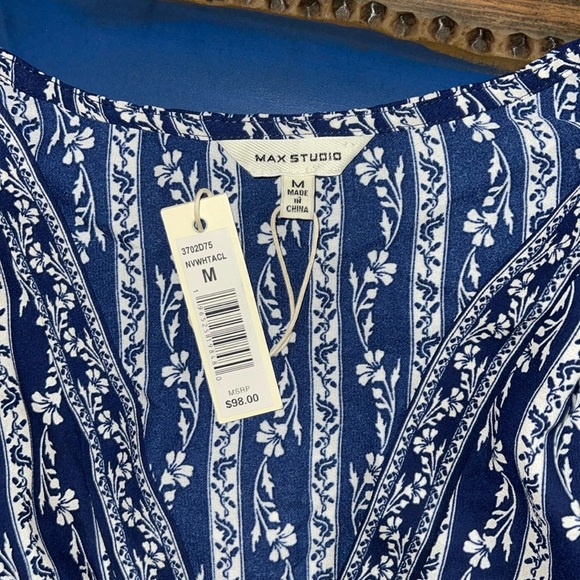 MAX STUDIO
M
MADE
IN
CHINA
3702D75
NVWHTACL
M
MSRP
$98.00